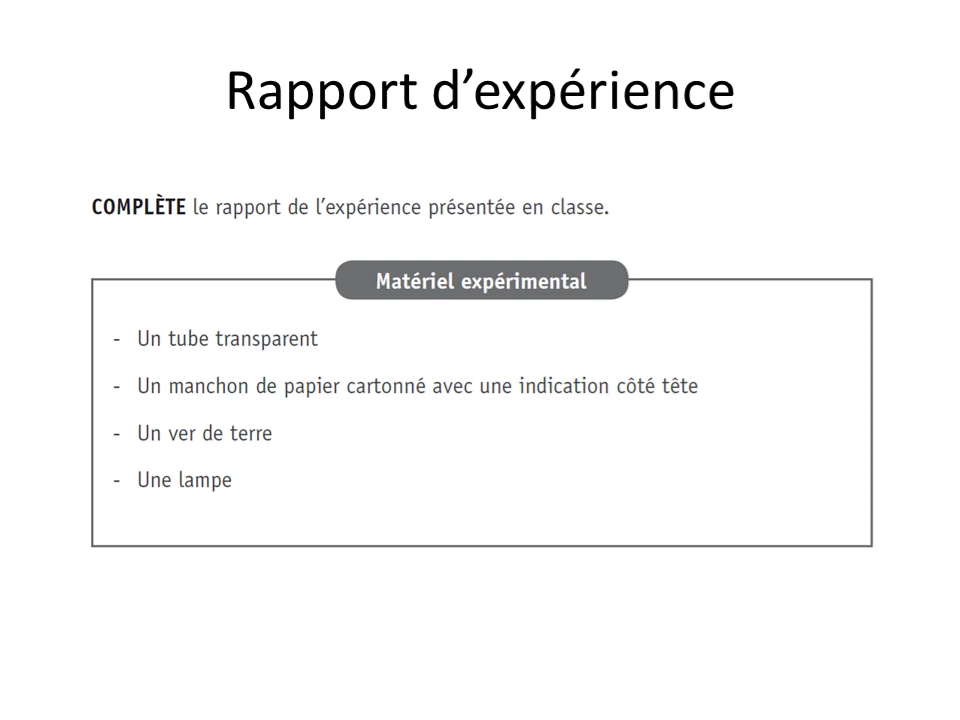 Rapport d’expérience
COMPLÈTE le rapport de l’expérience présentée en classe.
Matériel expérimental
- Un tube transparent
- Un manchon de papier cartonné avec une indication côté tête
- Un ver de terre
- Une lampe